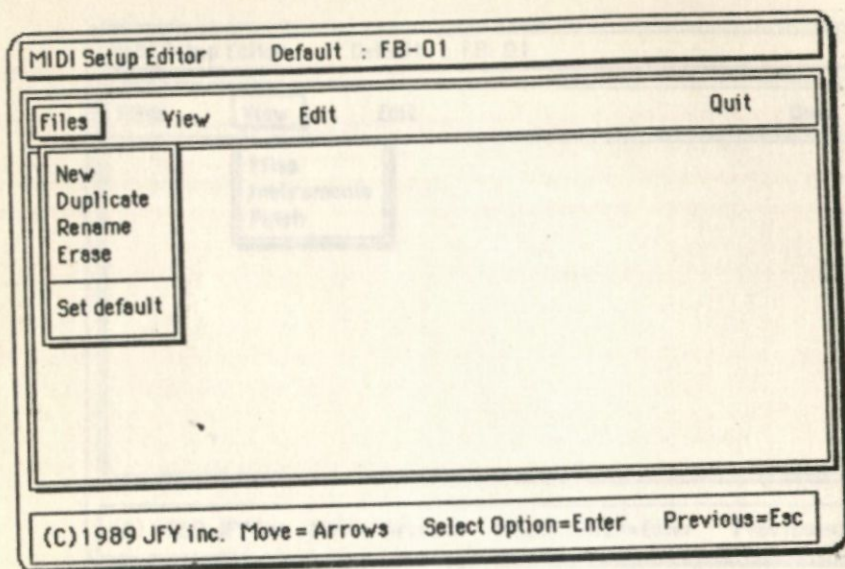 MIDI Setup Editor Default : FB-01
Files View Edit Quit
New
Duplicate
Rename
Erase
Set default
(C)1989 JFY inc. Move = Arrows Select Option=Enter Previous=Esc